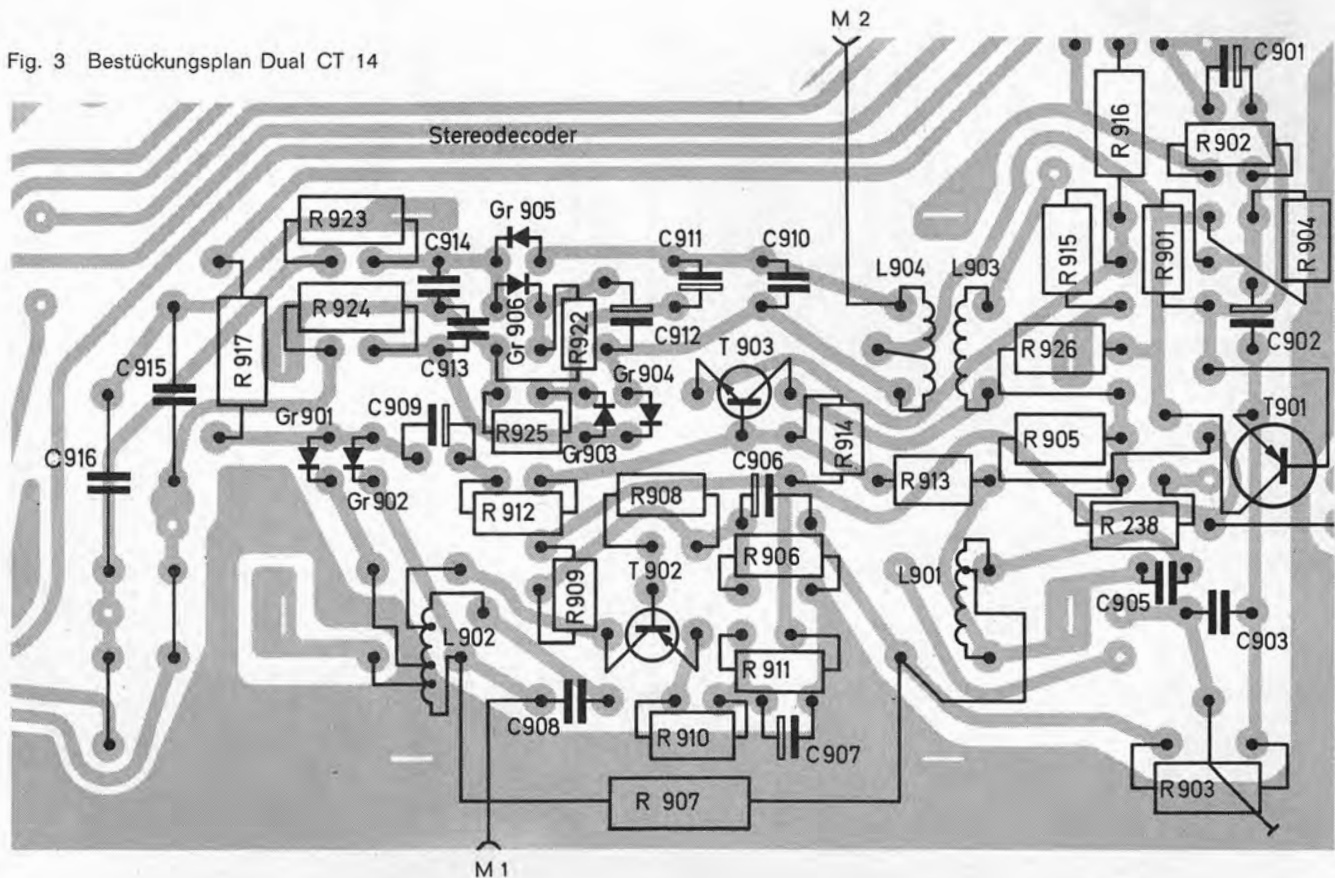 M 2
Fig. 3 Bestückungsplan Dual CT 14
C 901
Stereodecoder
R 916
R 902
R 923
Gr 905
C 914
C 911
C 910
R 915
R 901
R 904
L 904
L 903
R 924
Gr 906
R 922
C 912
C 913
R 917
C 915
T 903
R 926
C 902
Gr 904
C 909
Gr 901
R 925
Gr 903
R 914
R 905
T 901
C 916
Gr 902
C 906
R 908
R 913
R 912
R 238
R 906
T 902
R 909
L 901
C 905
L 902
C 903
R 911
C 908
R 910
C 907
R 907
R 903
M 1